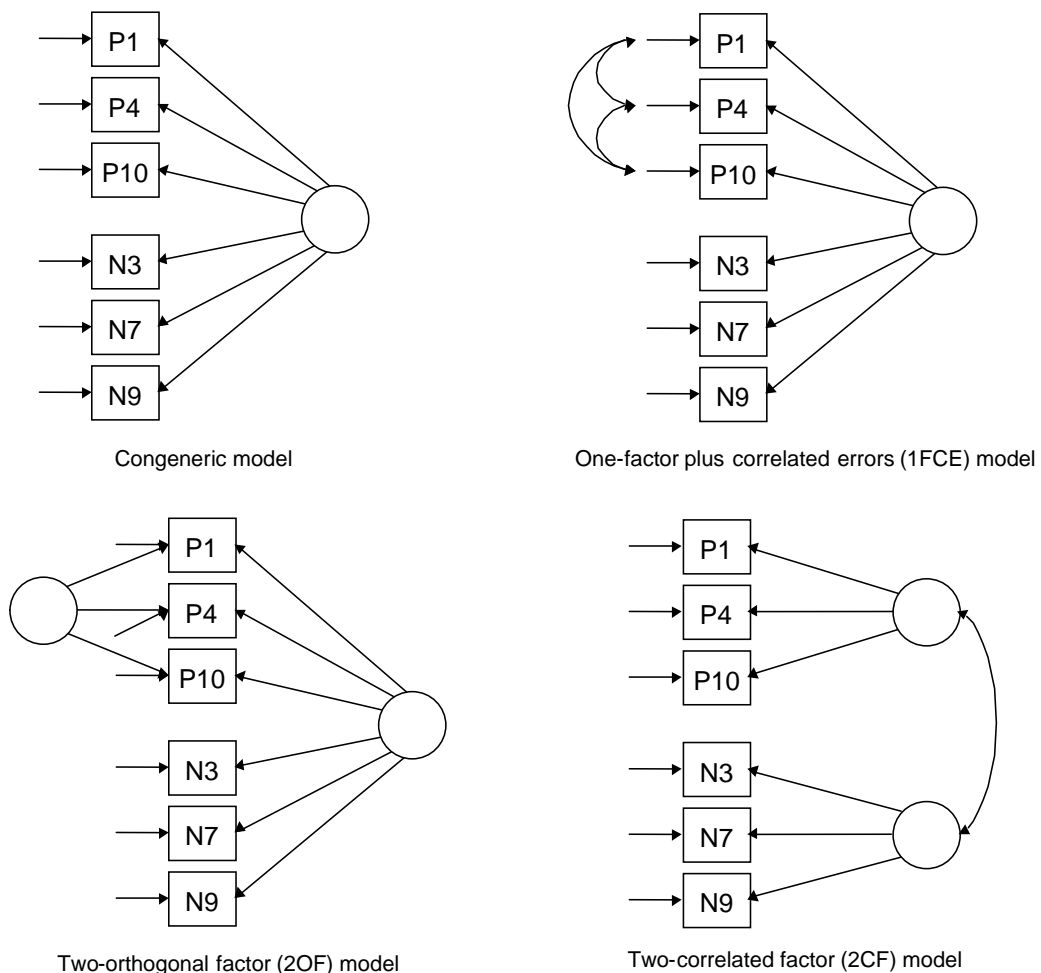 P1
P4
P10
N3
N7
N9
Congeneric model
P1
P4
P10
N3
N7
N9
One-factor plus correlated errors (1FCE) model
P1
P4
P10
N3
N7
N9
Two-orthogonal factor (2OF) model
P1
P4
P10
N3
N7
N9
Two-correlated factor (2CF) model